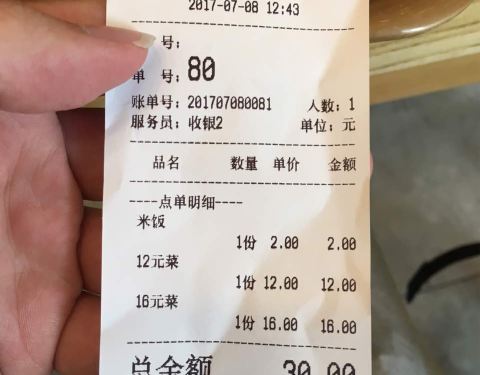 2017-07-08 12:43
号:
单 号:80
账单号:201707080081 人数:1
服务员:收银2 单位:元
品名 数量 单价 金额
----点单明细----
米饭
1份 2.00 2.00
12元菜
1份 12.00 12.00
16元菜
1份 16.00 16.00
总金额 30.00